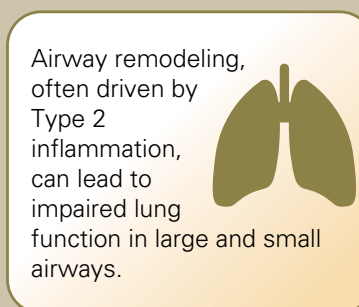 Airway remodeling,
often driven by
Type 2
inflammation,
can lead to
impaired lung
function in large and small
airways.